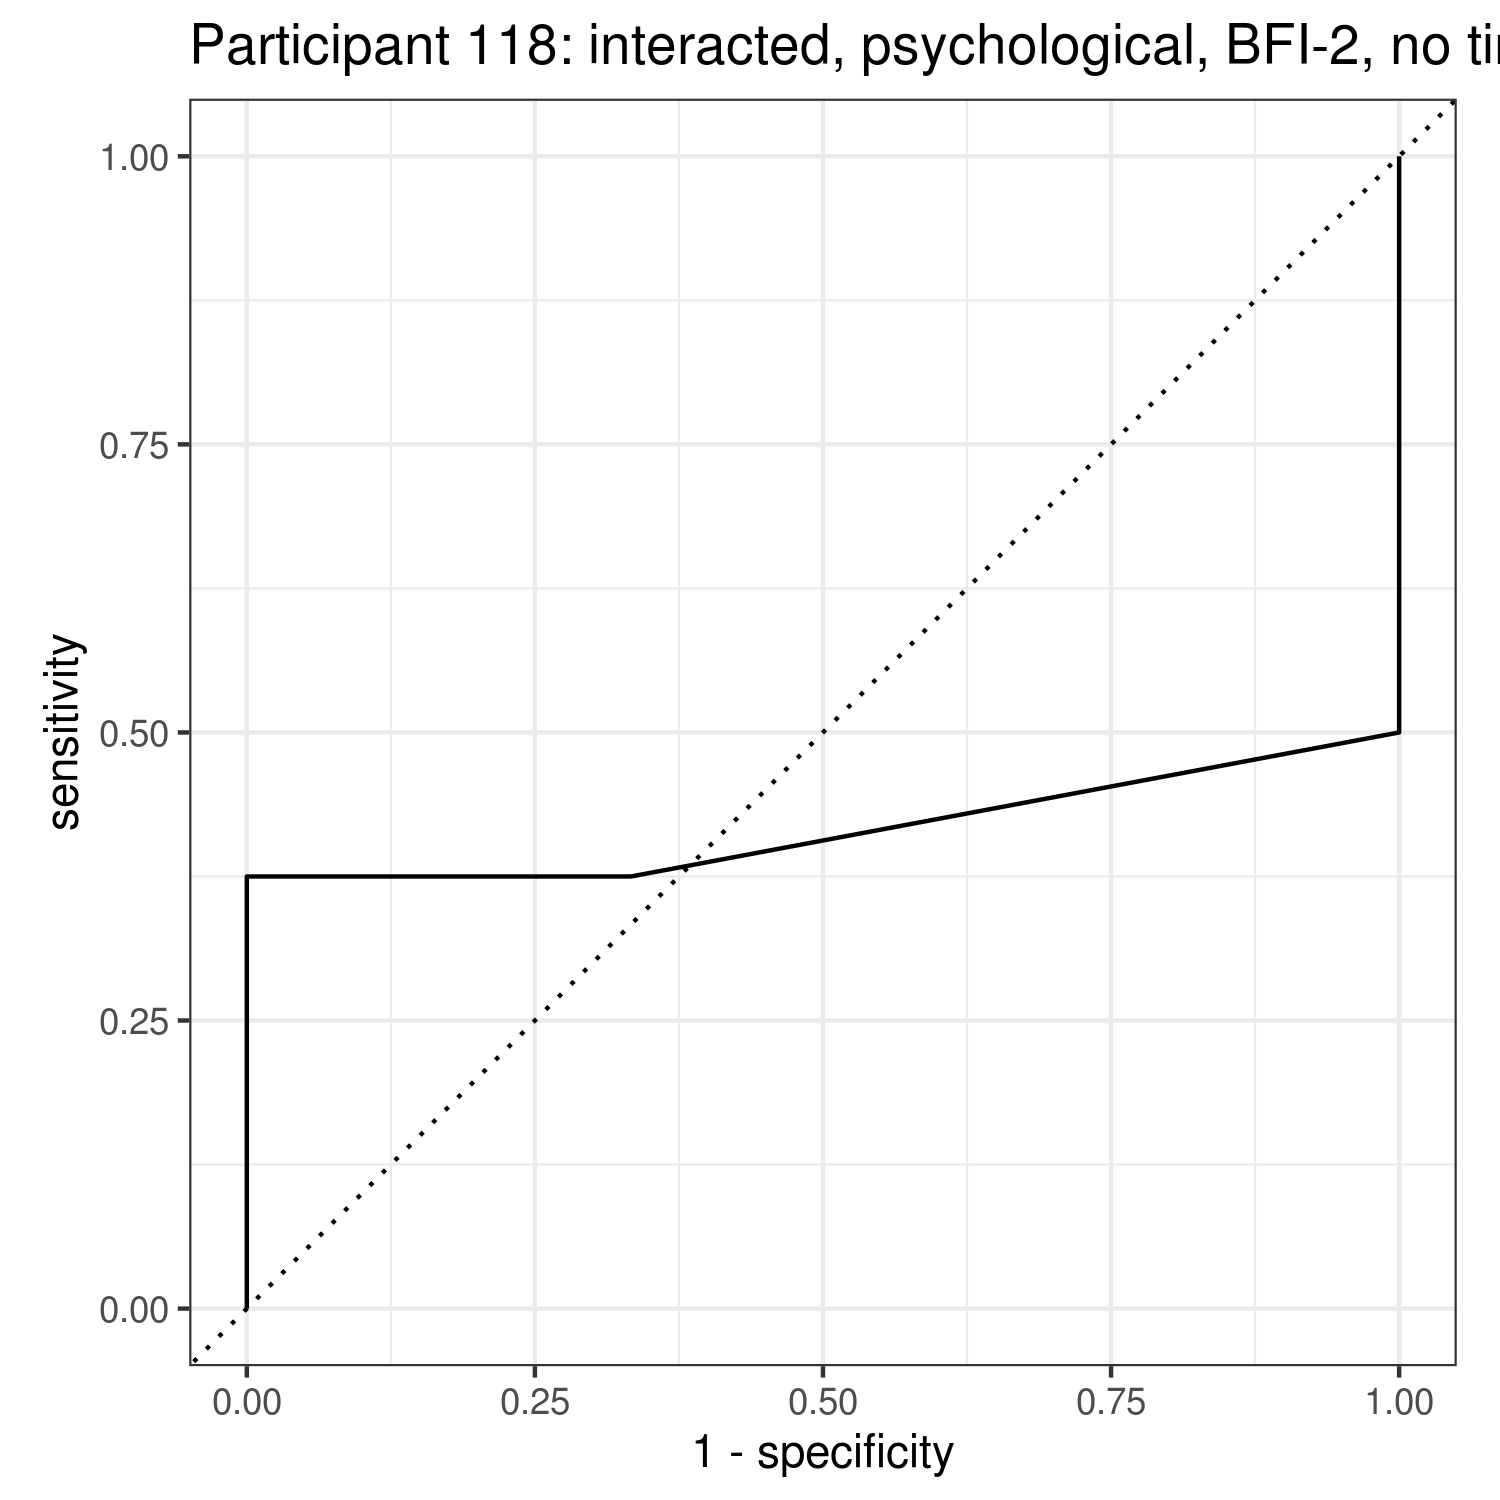 Participant 118: interacted, psychological, BFI-2, no
1.00
0.75
0.50
0.25
0.00
sensitivity
0.00 0.25 0.50 0.75 1.00
1 - specificity